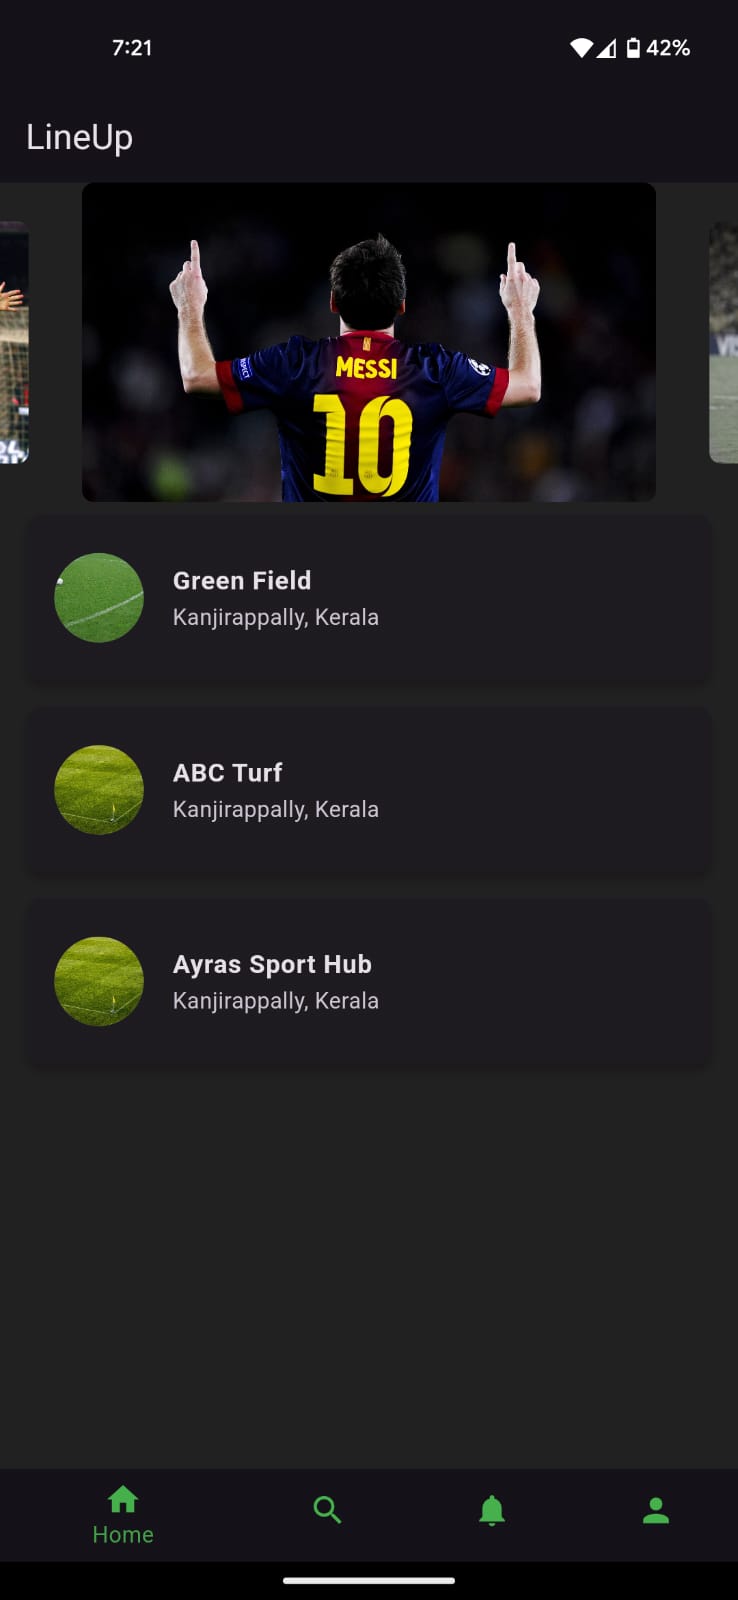 7:21
42%
LineUp
MESSI
10
Green Field
Kanjirappally, Kerala
ABC Turf
Kanjirappally, Kerala
Ayras Sport Hub
Kanjirappally, Kerala
Home